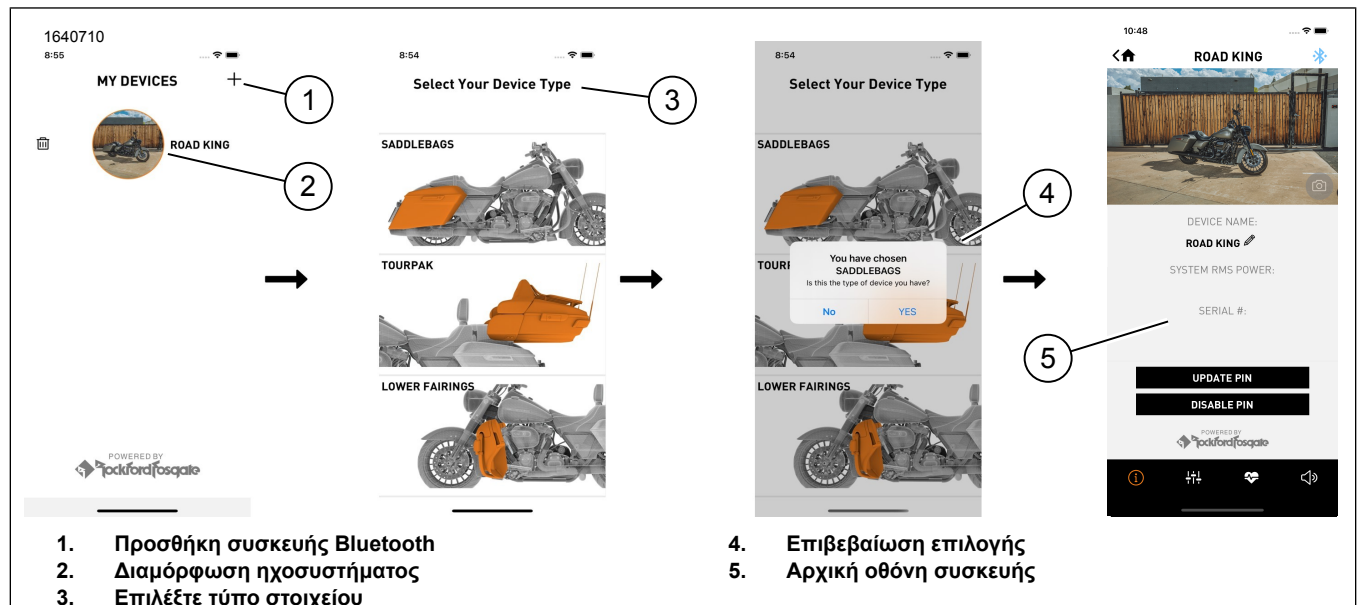 1640710
8:55
MY DEVICES +
1
ROAD KING
2
POWERED BY
rockford fosgate
8:54
Select Your Device Type
3
SADDLEBAGS
TOURPAK
LOWER FAIRINGS
8:54
Select Your Device Type
SADDLEBAGS
4
TOURP
You have chosen
SADDLEBAGS
Is this the type of device you have?
No YES
LOWER FAIRINGS
10:48
ROAD KING
DEVICE NAME:
ROAD KING
SYSTEM RMS POWER:
SERIAL #:
5
UPDATE PIN
DISABLE PIN
POWERED BY
rockford fosgate
1. Προσθήκη συσκευής Bluetooth
2. Διαμόρφωση ηχοσυστήματος
3. Επιλέξτε τύπο στοιχείου
4. Επιβεβαίωση επιλογής
5. Αρχική οθόνη συσκευής